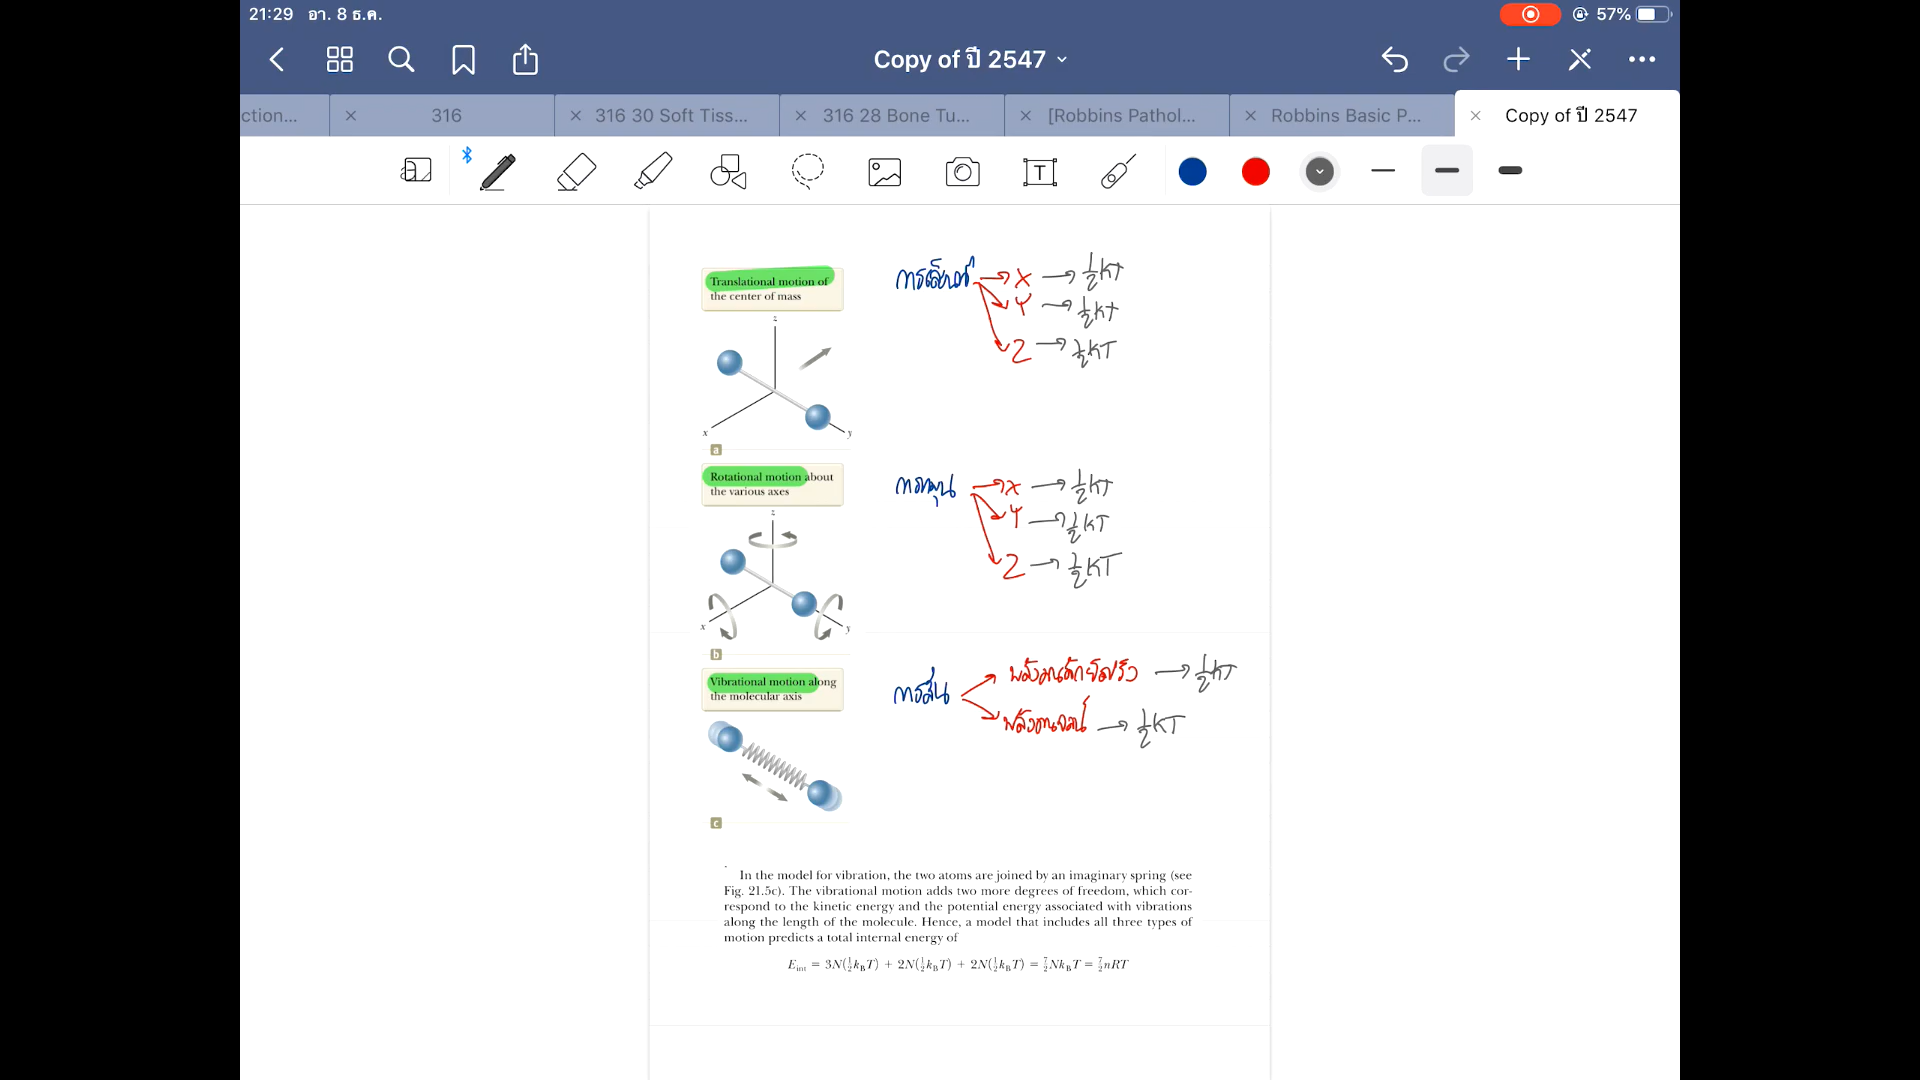 21:29 อา. 8 ธ.ค.
57%
Copy of ปี 2547
ction...
316
316 30 Soft Tiss...
316 28 Bone Tu...
[Robbins Pathol...
Robbins Basic P...
Copy of ปี 2547
T
Translational motion of
the center of mass
z
x
y
a
การเลื่อนที่ → X → ½KT
Y → ½KT
Z → ½KT
Rotational motion about
the various axes
z
x
y
b
การหมุน → X → ½KT
Y → ½KT
Z → ½KT
Vibrational motion along
the molecular axis
c
การสั่น
พลังงานศักย์สปริง → ½KT
พลังงานจลน์ → ½KT
In the model for vibration, the two atoms are joined by an imaginary spring (see
Fig. 21.5c). The vibrational motion adds two more degrees of freedom, which cor-
respond to the kinetic energy and the potential energy associated with vibrations
along the length of the molecule. Hence, a model that includes all three types of
motion predicts a total internal energy of
E_int = 3N(½k_BT) + 2N(½k_BT) + 2N(½k_BT) = 7/2 Nk_BT = 7/2 nRT